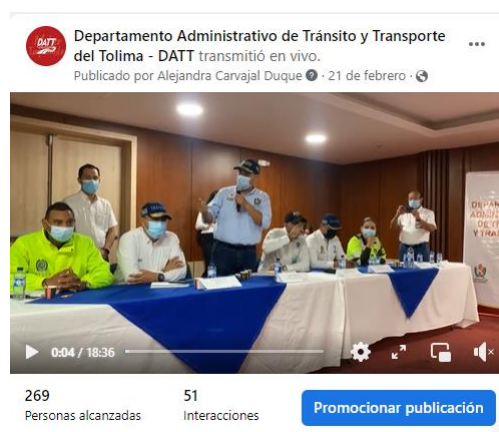 DATT
Departamento Administrativo de Tránsito y Transporte
del Tolima - DATT transmitió en vivo.
Publicado por Alejandra Carvajal Duque · 21 de febrero ·
0:04 / 18:36
269
Personas alcanzadas
51
Interacciones
Promocionar publicación